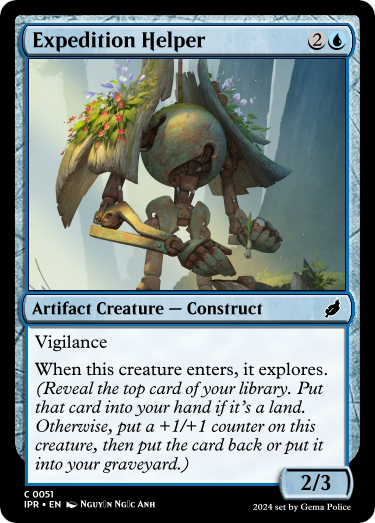 Expedition Helper 2
Artifact Creature — Construct
Vigilance
When this creature enters, it explores.
(Reveal the top card of your library. Put
that card into your hand if it's a land.
Otherwise, put a +1/+1 counter on this
creature, then put the card back or put it
into your graveyard.)
2/3
C 0051
IPR • EN Nguy▯n Ng▯c Anh
2024 set by Gema Police